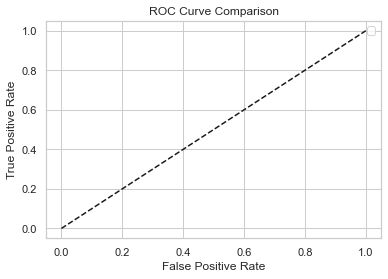 ROC Curve Comparison
True Positive Rate
1.0
0.8
0.6
0.4
0.2
0.0
0.0 0.2 0.4 0.6 0.8 1.0
False Positive Rate